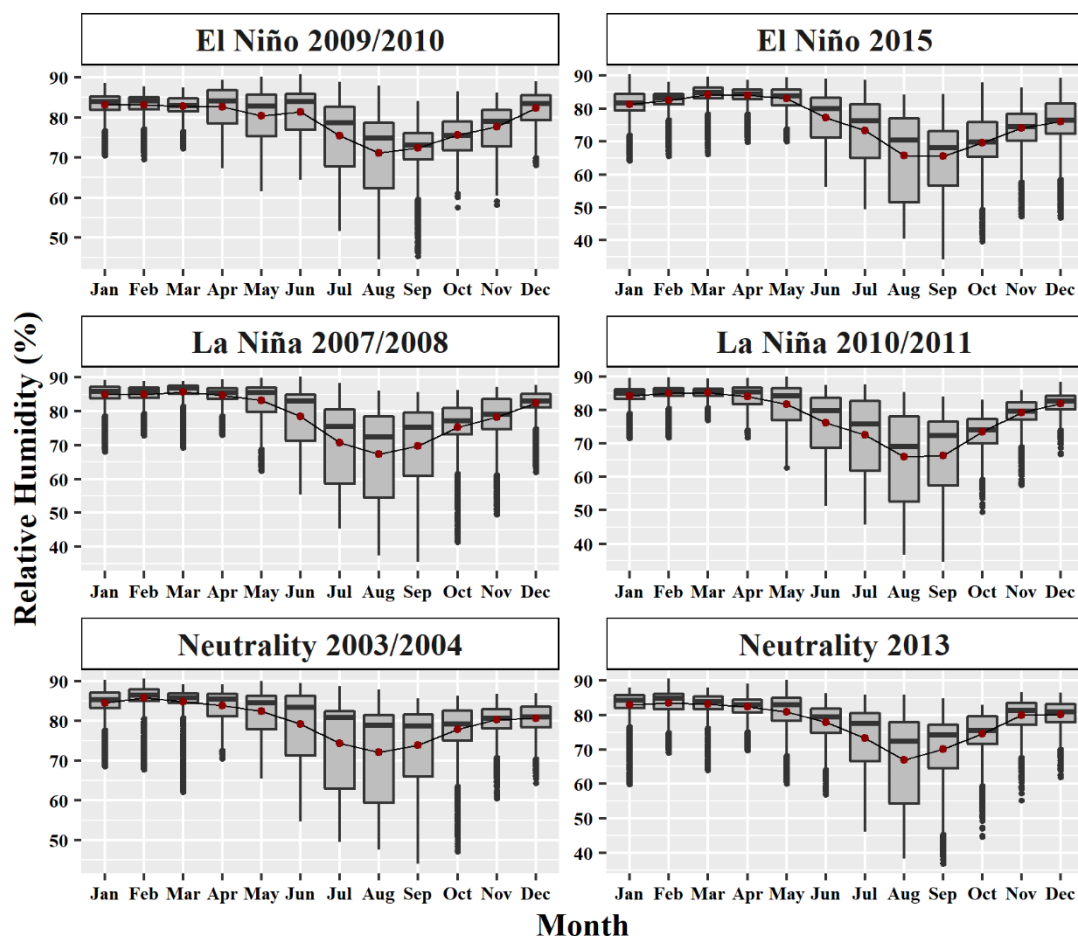 El Niño 2009/2010
El Niño 2015
90
80
70
60
50
90
80
70
60
50
40
Jan Feb Mar Apr May Jun Jul Aug Sep Oct Nov Dec
Jan Feb Mar Apr May Jun Jul Aug Sep Oct Nov Dec
La Niña 2007/2008
La Niña 2010/2011
Relative Humidity (%)
90
80
70
60
50
40
90
80
70
60
50
40
Jan Feb Mar Apr May Jun Jul Aug Sep Oct Nov Dec
Jan Feb Mar Apr May Jun Jul Aug Sep Oct Nov Dec
Neutrality 2003/2004
Neutrality 2013
90
80
70
60
50
90
80
70
60
50
40
Jan Feb Mar Apr May Jun Jul Aug Sep Oct Nov Dec
Jan Feb Mar Apr May Jun Jul Aug Sep Oct Nov Dec
Month